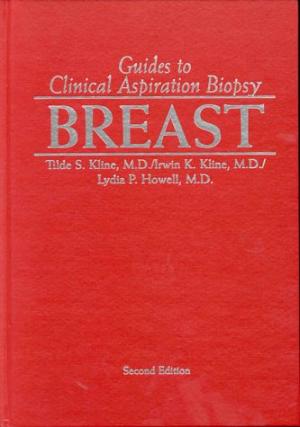 Guides to
Clinical Aspiration Biopsy
BREAST
Tilde S. Kline, M.D./Irwin K. Kline, M.D./
Lydia P. Howell, M.D.
Second Edition